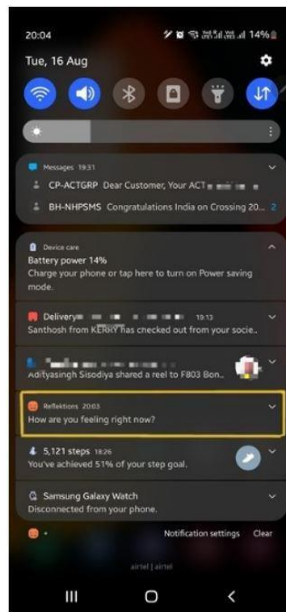 20:04
14%
Tue, 16 Aug
Messages 19:31
CP-ACTGRP Dear Customer, Your ACT
BH-NHPSMS Congratulations India on Crossing 20... 2
Device care
Battery power 14%
Charge your phone or tap here to turn on Power saving
mode.
Delivery 19:13
Santhosh from KERRY has checked out from your socie..
Adityasingh Sisodiya shared a reel to F803 Bon..
Reflektions 20:03
How are you feeling right now?
5,121 steps 19:26
You've achieved 51% of your step goal.
Samsung Galaxy Watch
Disconnected from your phone.
Notification settings Clear
airtel | airtel